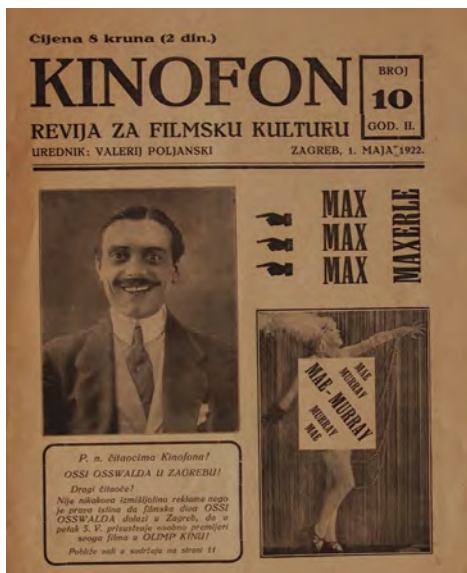 Cijena 8 kruna (2 din.)
KINOFON
BROJ
10
GOD. II.
REVIJA ZA FILMSKU KULTURU
UREDNIK: VALERIJ POLJANSKI
ZAGREB, 1. MAJA 1922.
MAX
MAX
MAX
MAXERLE
MAE
MURRAY
MAE-MURRAY
MURRAY
MAE
P. n. čitaocima Kinofona!
OSSI OSSWALDA U ZAGREBU!
Dragi čitaoče!
Nije nikakova izmišljotina reklame nego
je prava istina da filmska diva OSSI
OSSWALDA dolazi u Zagreb, da u
petak 5. V. prisustvuje osobno premijeri
svoga filma u OLIMP KINU!
Pobliže vidi u sadržaju na strani 11